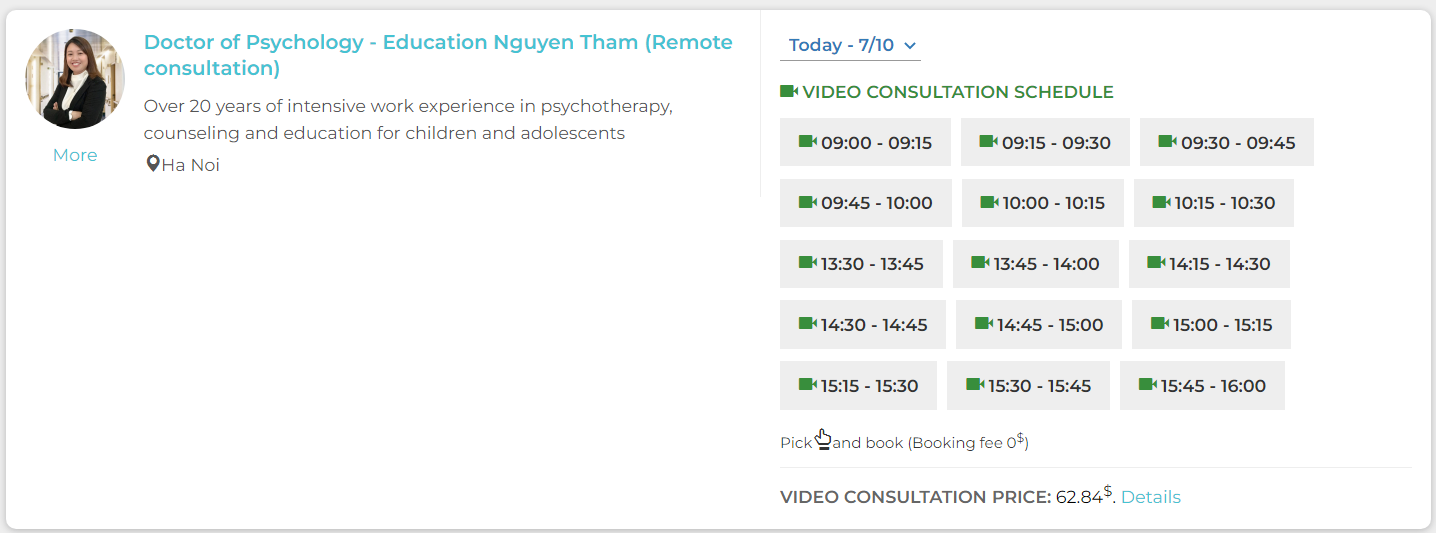 Doctor of Psychology - Education Nguyen Tham (Remote
consultation)
Over 20 years of intensive work experience in psychotherapy,
counseling and education for children and adolescents
More
Ha Noi
Today - 7/10
VIDEO CONSULTATION SCHEDULE
09:00 - 09:15 09:15 - 09:30 09:30 - 09:45
09:45 - 10:00 10:00 - 10:15 10:15 - 10:30
13:30 - 13:45 13:45 - 14:00 14:15 - 14:30
14:30 - 14:45 14:45 - 15:00 15:00 - 15:15
15:15 - 15:30 15:30 - 15:45 15:45 - 16:00
Pick and book (Booking fee 0$)
VIDEO CONSULTATION PRICE: 62.84$. Details